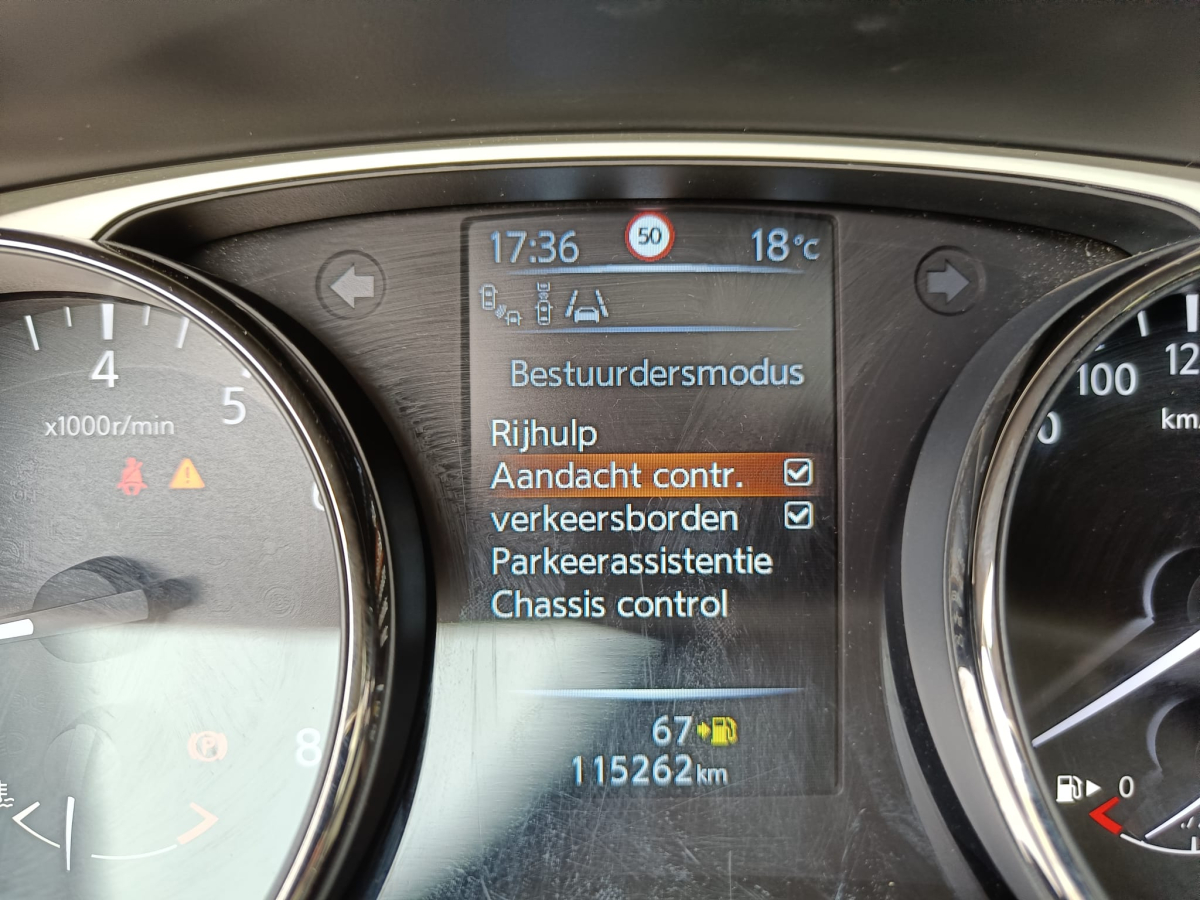 17:36 50 18°C
Bestuurdersmodus
Rijhulp
Aandacht contr.
verkeersborden
Parkeerassistentie
Chassis control
67
115262km
4
5
x1000r/min
8
P
100
0